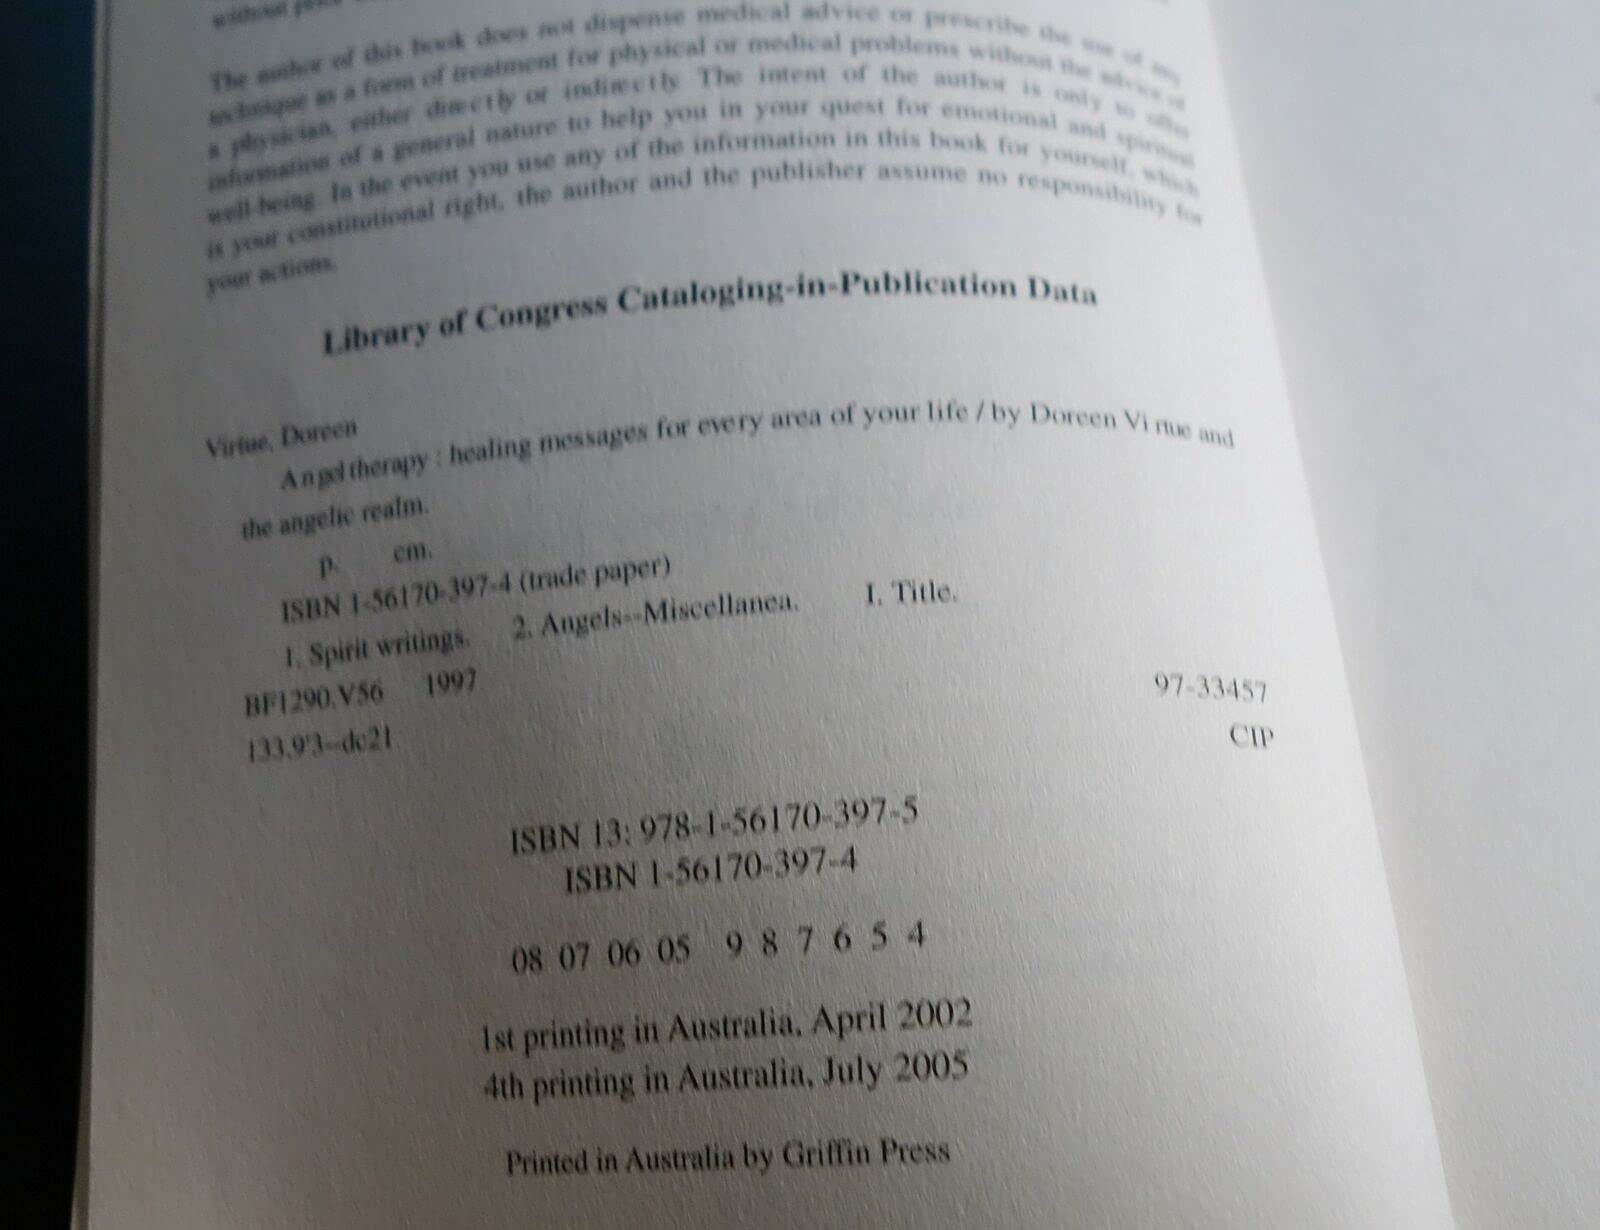 without
The author of this book does not dispense medical advice or prescribe the use of any
technique as a form of treatment for physical or medical problems without the advice of
a physician, either directly or indirectly. The intent of the author is only to offer
information of a general nature to help you in your quest for emotional and spiritual
well-being. In the event you use any of the information in this book for yourself, which
is your constitutional right, the author and the publisher assume no responsibility for
your actions.
Library of Congress Cataloging-in-Publication Data
Virtue, Doreen
Angel therapy : healing messages for every area of your life / by Doreen Virtue and
the angelic realm.
p. cm.
ISBN 1-56170-397-4 (trade paper)
1. Spirit writings. 2. Angels--Miscellanea. I. Title.
BF1290.V56 1997 97-33457
133.9'3--dc21 CIP
ISBN 13: 978-1-56170-397-5
ISBN 1-56170-397-4
08 07 06 05 9 8 7 6 5 4
1st printing in Australia, April 2002
4th printing in Australia, July 2005
Printed in Australia by Griffin Press